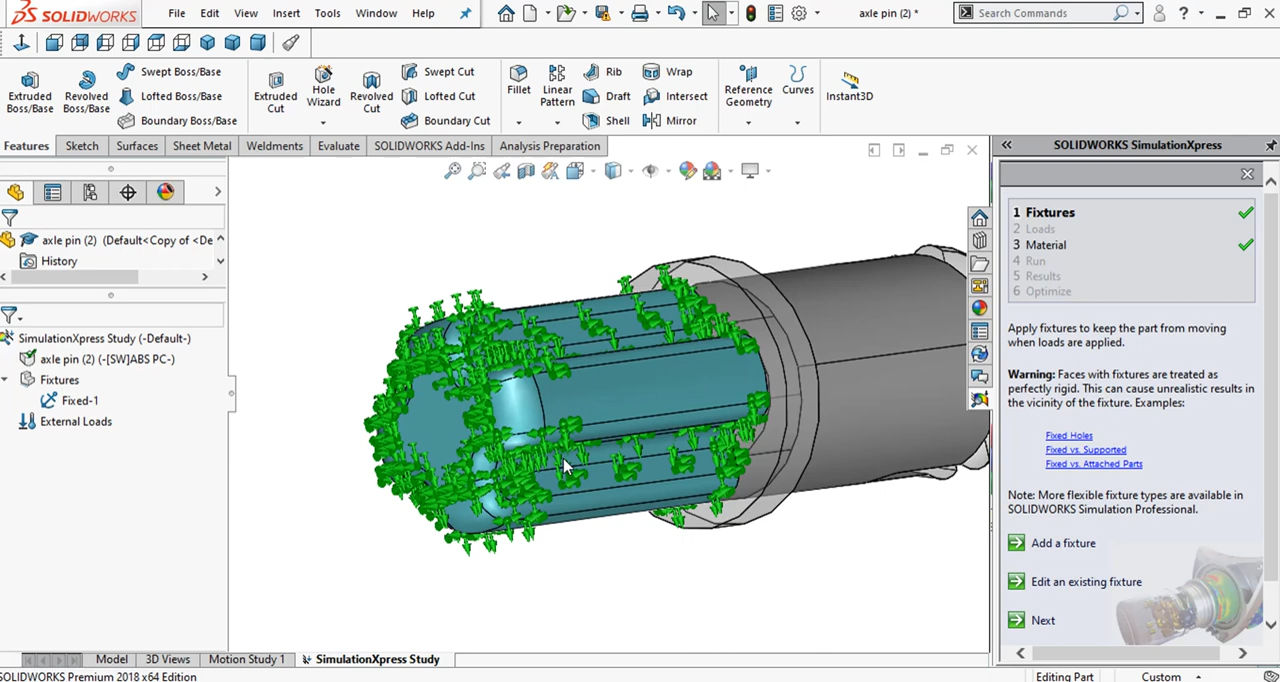 SOLIDWORKS File Edit View Insert Tools Window Help axle pin (2) * Search Commands ?
Extruded Boss/Base
Revolved Boss/Base
Swept Boss/Base
Lofted Boss/Base
Boundary Boss/Base
Extruded Cut
Hole Wizard
Revolved Cut
Swept Cut
Lofted Cut
Boundary Cut
Fillet
Linear Pattern
Rib
Draft
Shell
Wrap
Intersect
Mirror
Reference Geometry
Curves
Instant3D
Features Sketch Surfaces Sheet Metal Weldments Evaluate SOLIDWORKS Add-Ins Analysis Preparation
axle pin (2) (Default<Copy of <De
History
SimulationXpress Study (-Default-)
axle pin (2) (-[SW]ABS PC-)
Fixtures
Fixed-1
External Loads
SOLIDWORKS SimulationXpress
1 Fixtures
2 Loads
3 Material
4 Run
5 Results
6 Optimize
Apply fixtures to keep the part from moving
when loads are applied.
Warning: Faces with fixtures are treated as
perfectly rigid. This can cause unrealistic results in
the vicinity of the fixture. Examples:
Fixed Holes
Fixed vs. Supported
Fixed vs. Attached Parts
Note: More flexible fixture types are available in
SOLIDWORKS Simulation Professional.
Add a fixture
Edit an existing fixture
Next
Model 3D Views Motion Study 1 SimulationXpress Study
SOLIDWORKS Premium 2018 x64 Edition Editing Part Custom